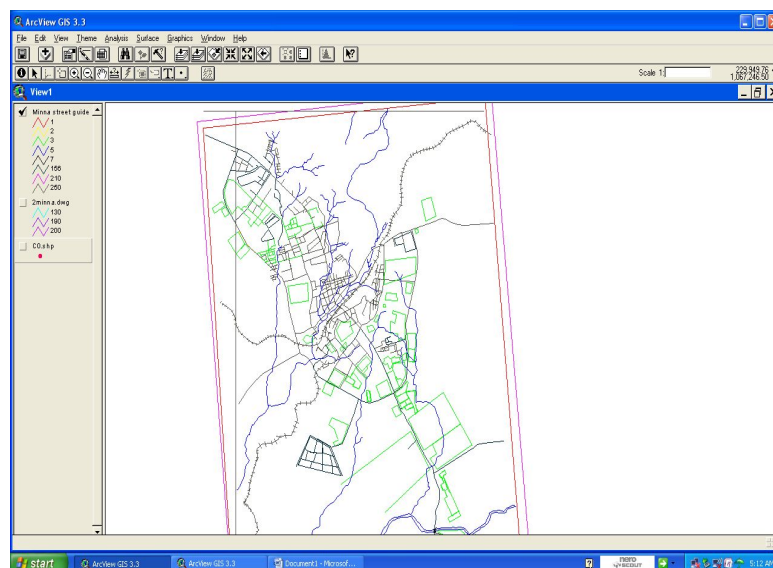 ArcView GIS 3.3
File Edit View Theme Analysis Surface Graphics Window Help
Scale 1:
229,949.76
1,067,246.50
View1
Minna street guide
1
2
3
5
7
156
210
250
2minna.dwg
130
190
200
CO.shp
start ArcView GIS 3.3 ArcView GIS 3.3 Document1 - Microsof... nero SCOUT 5:12 AM